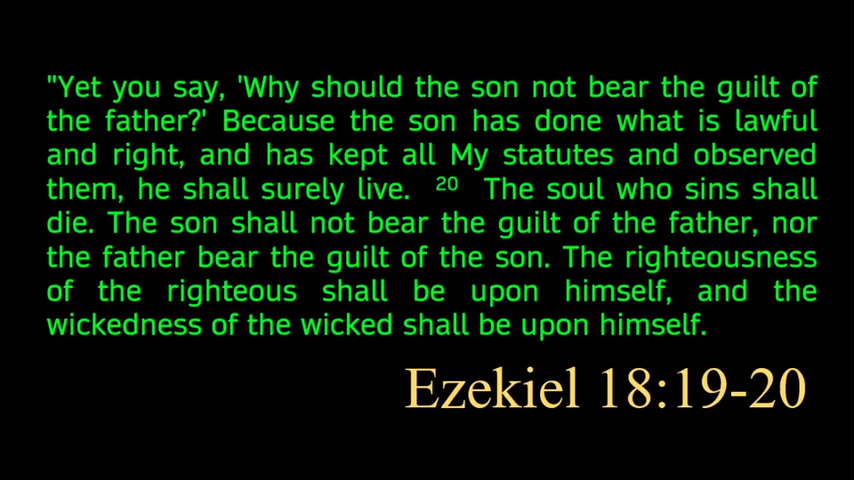 "Yet you say, 'Why should the son not bear the guilt of
the father?' Because the son has done what is lawful
and right, and has kept all My statutes and observed
them, he shall surely live. 20 The soul who sins shall
die. The son shall not bear the guilt of the father, nor
the father bear the guilt of the son. The righteousness
of the righteous shall be upon himself, and the
wickedness of the wicked shall be upon himself.
Ezekiel 18:19-20